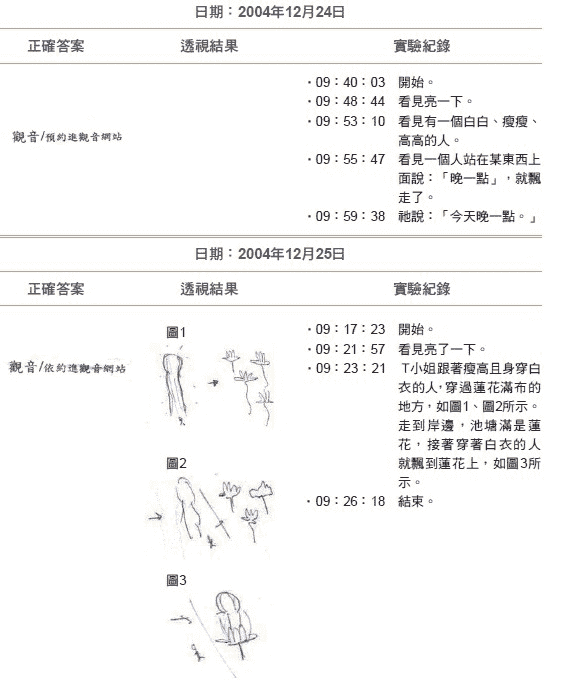 日期：2004年12月24日
正確答案 透視結果 實驗紀錄
觀音/預約進觀音網站
・09：40：03 開始。
・09：48：44 看見亮一下。
・09：53：10 看見有一個白白、瘦瘦、
高高的人。
・09：55：47 看見一個人站在某東西上
面說：「晚一點」，就飄
走了。
・09：59：38 祂說：「今天晚一點。」
日期：2004年12月25日
正確答案 透視結果 實驗紀錄
觀音/依約進觀音網站
圖1
圖2
圖3
・09：17：23 開始。
・09：21：57 看見亮了一下。
・09：23：21 T小姐跟著瘦高且身穿白
衣的人，穿過蓮花滿布的
地方，如圖1、圖2所示。
走到岸邊，池塘滿是蓮
花，接著穿著白衣的人
就飄到蓮花上，如圖3所
示。
・09：26：18 結束。